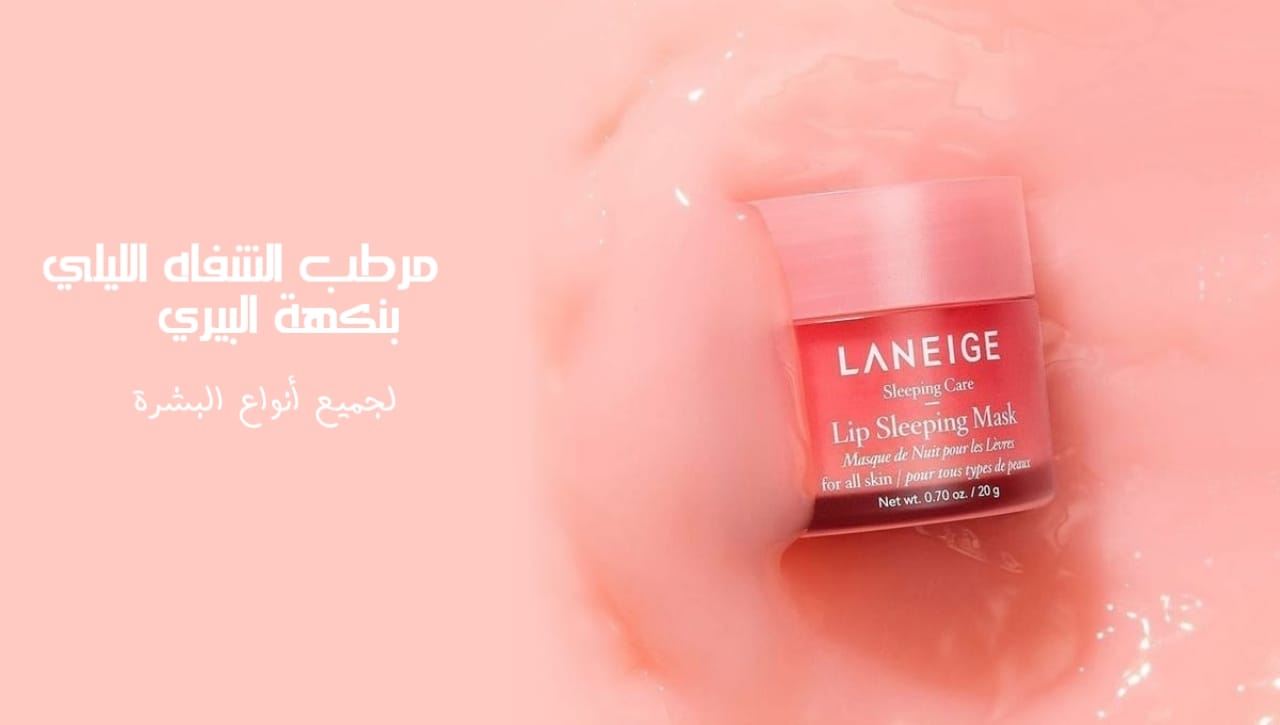 مرطب الشفاه الليلي
بنكهة البيري
لجميع أنواع البشرة
LANEIGE
Sleeping Care
Lip Sleeping Mask
Masque de Nuit pour les Lèvres
for all skin / pour tous types de peaux
Net wt. 0.70 oz. / 20 g